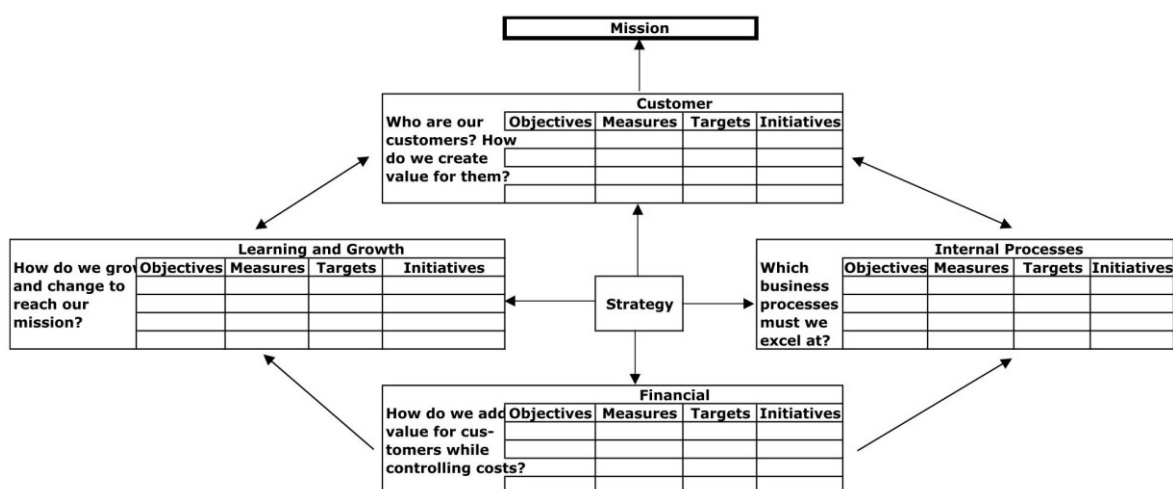 Mission
Customer
Who are our
customers? How
do we create
value for them?
Objectives Measures Targets Initiatives
Learning and Growth
How do we grow
and change to
reach our
mission?
Objectives Measures Targets Initiatives
Strategy
Internal Processes
Which
business
processes
must we
excel at?
Objectives Measures Targets Initiatives
Financial
How do we add
value for cus-
tomers while
controlling costs?
Objectives Measures Targets Initiatives